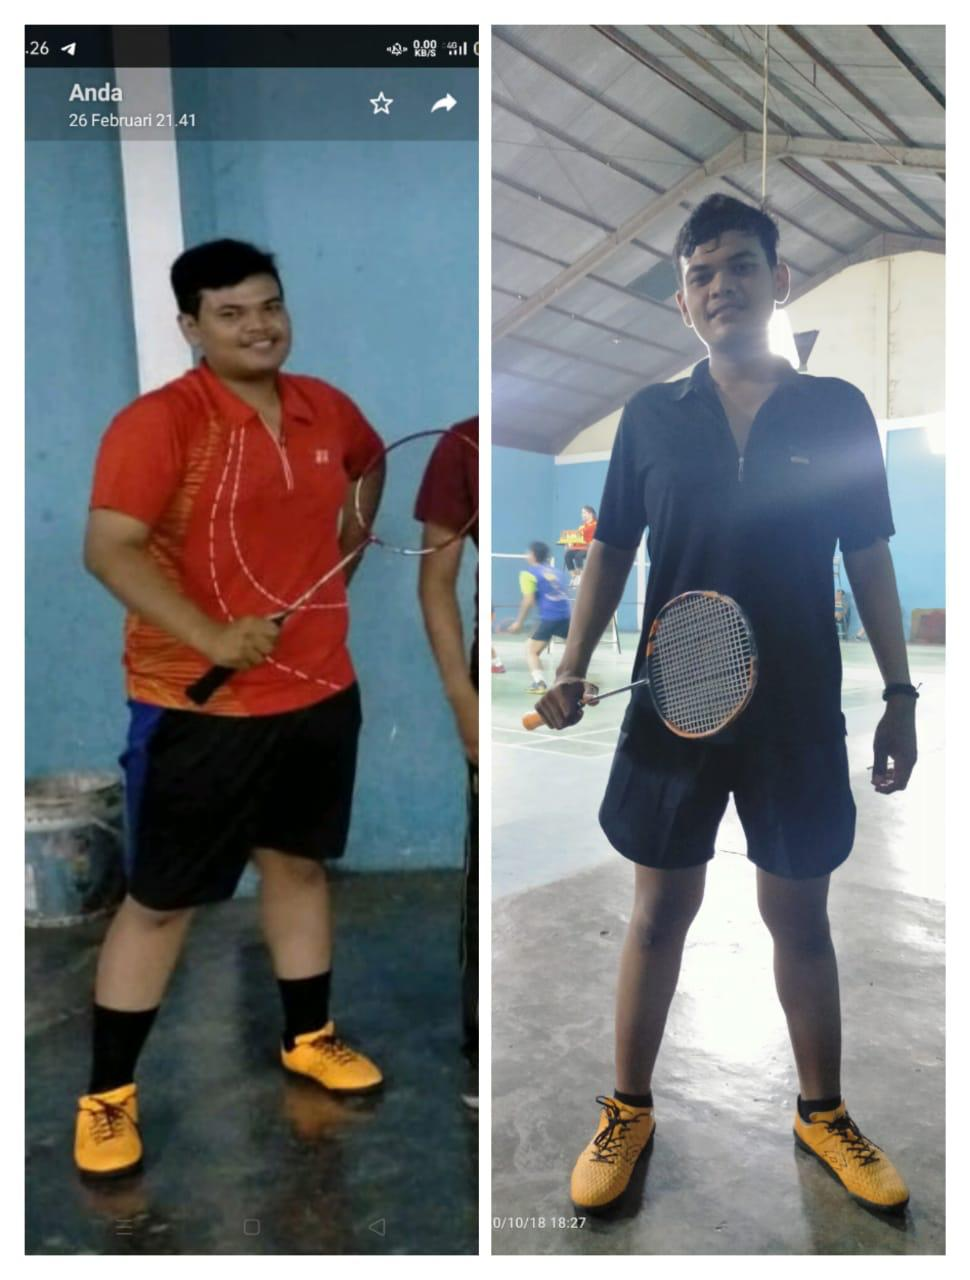 .26
0.00
KB/S
4G
Anda
26 Februari 21.41
0/10/18 18:27